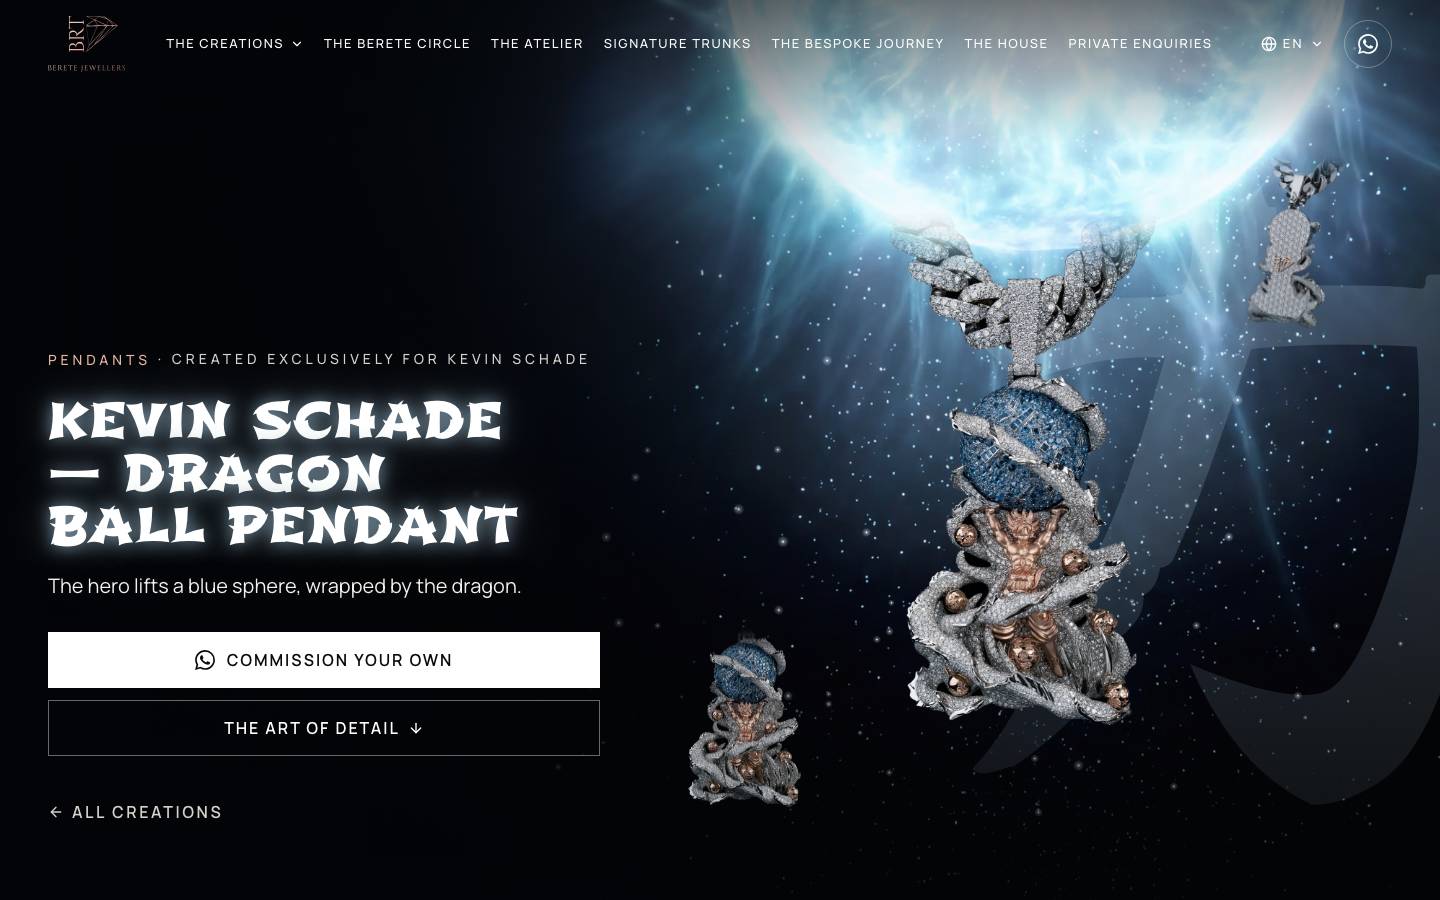 BRT
BERETE JEWELLERS
THE CREATIONS
THE BERETE CIRCLE
THE ATELIER
SIGNATURE TRUNKS
THE BESPOKE JOURNEY
THE HOUSE
PRIVATE ENQUIRIES
EN
PENDANTS · CREATED EXCLUSIVELY FOR KEVIN SCHADE
KEVIN SCHADE
— DRAGON
BALL PENDANT
The hero lifts a blue sphere, wrapped by the dragon.
COMMISSION YOUR OWN
THE ART OF DETAIL ↓
← ALL CREATIONS